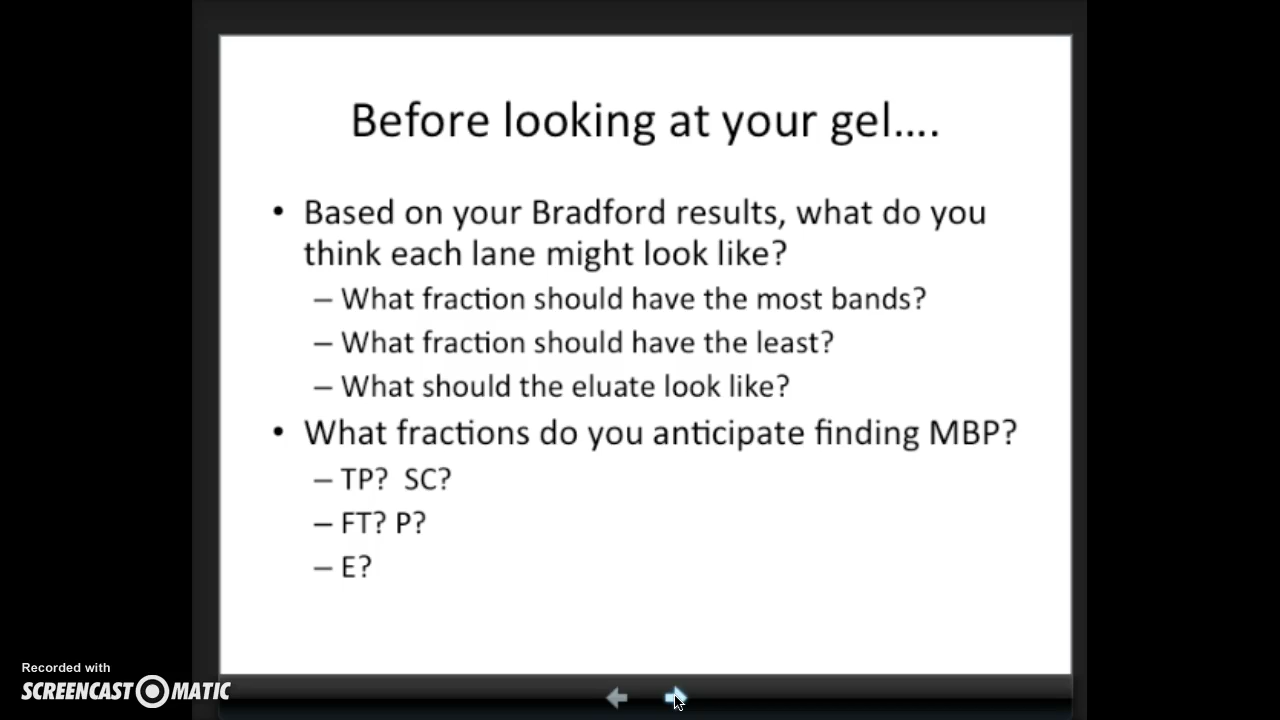 Before looking at your gel....
• Based on your Bradford results, what do you
think each lane might look like?
– What fraction should have the most bands?
– What fraction should have the least?
– What should the eluate look like?
• What fractions do you anticipate finding MBP?
– TP? SC?
– FT? P?
– E?
Recorded with
SCREENCAST-O-MATIC